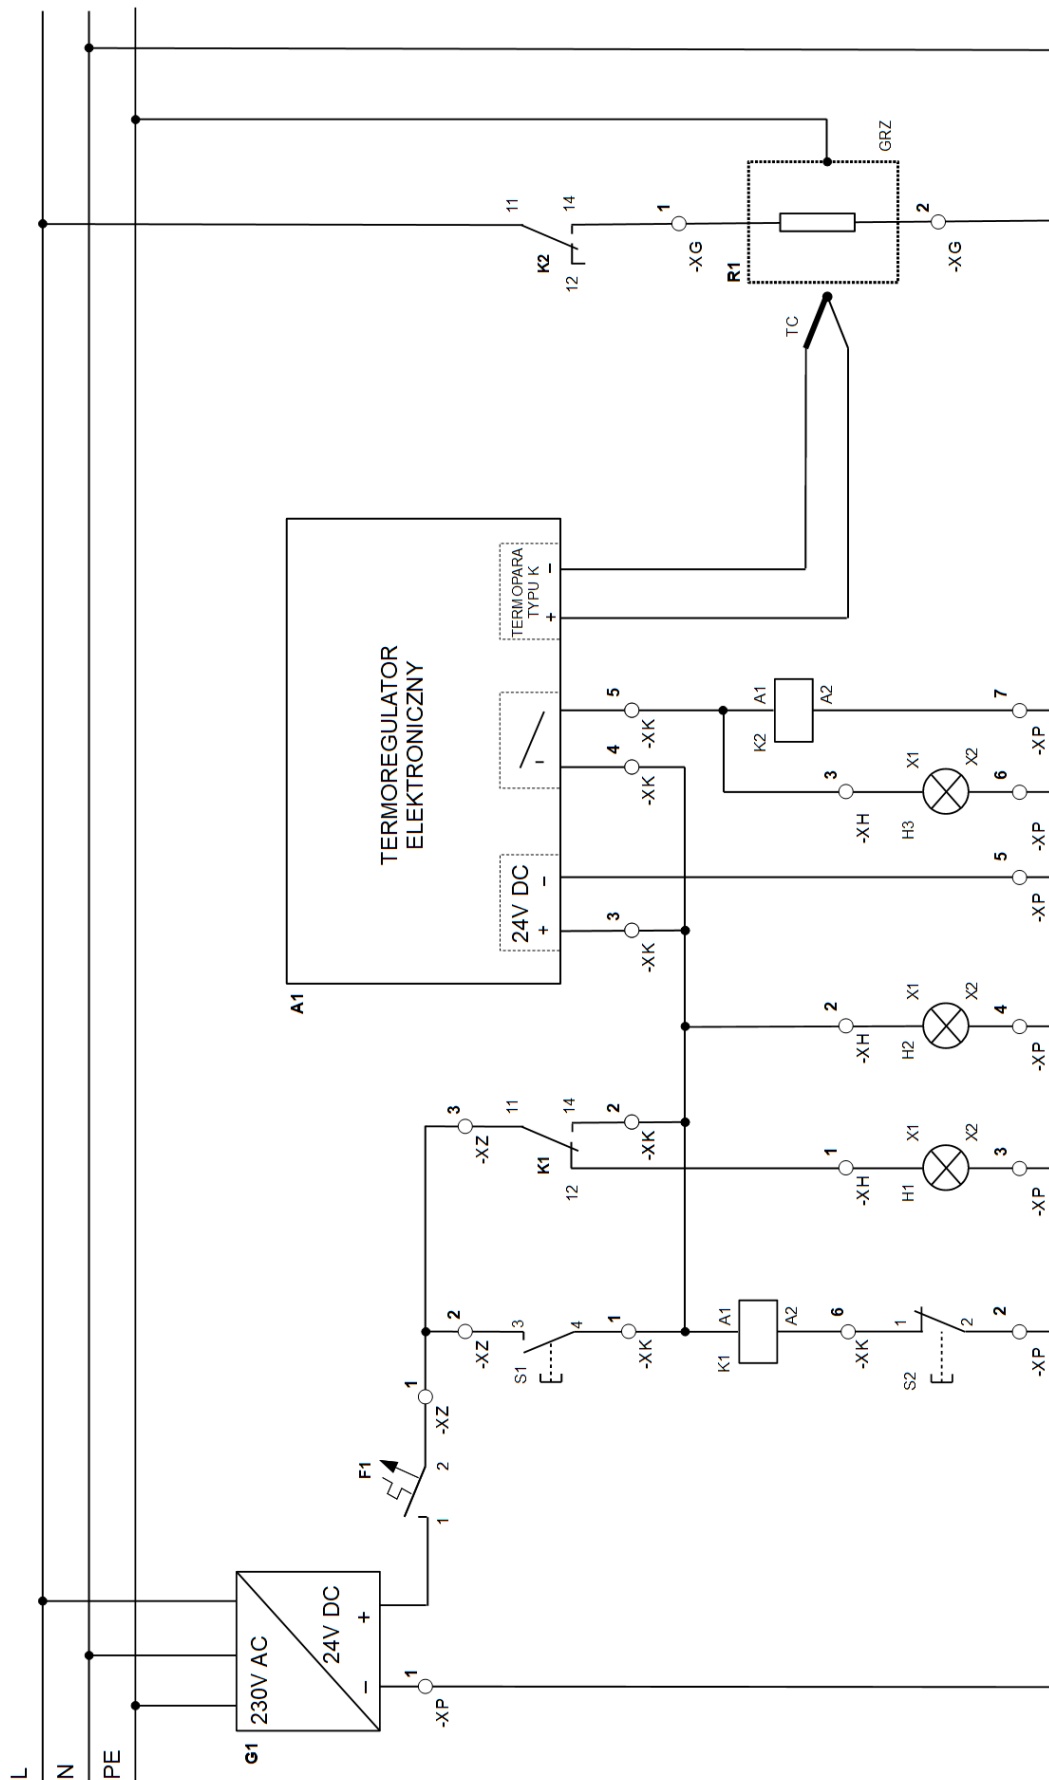 L
N
PE
G1
230V AC
24V DC
+
–
1
-XP
F1
1
2
1
-XZ
2
-XZ
S1
3
4
1
-XK
K1
A1
A2
6
-XK
S2
1
2
2
-XP
3
-XZ
11
K1
14
12
2
-XK
1
-XH
H1
X1
X2
3
-XP
2
-XH
H2
X1
X2
4
-XP
A1
TERMOREGULATOR
ELEKTRONICZNY
24V DC
+
–
3
-XK
5
-XP
4
-XK
5
-XK
3
-XH
H3
X1
X2
6
-XP
K2
A1
A2
7
-XP
TERMOPARA
TYPU K
+
–
TC
11
K2
14
12
1
-XG
R1
GRZ
2
-XG